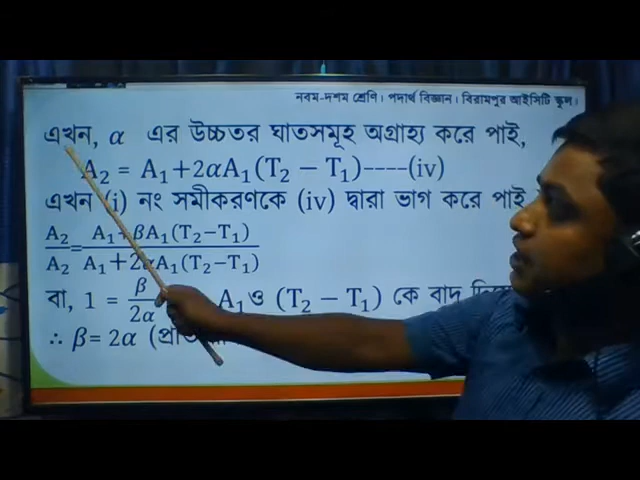 নবম-দশম শ্রেণি। পদার্থ বিজ্ঞান। বিরামপুর আইসিটি স্কুল।
এখন, α এর উচ্চতর ঘাতসমূহ অগ্রাহ্য করে পাই,
A₂ = A₁+2αA₁(T₂ − T₁)----(iv)
এখন (i) নং সমীকরণকে (iv) দ্বারা ভাগ করে পাই
A₂/A₂ = A₁+βA₁(T₂−T₁)/A₁+2αA₁(T₂−T₁)
বা, 1 = β/2α A₁ও (T₂ − T₁) কে বাদ
∴ β= 2α